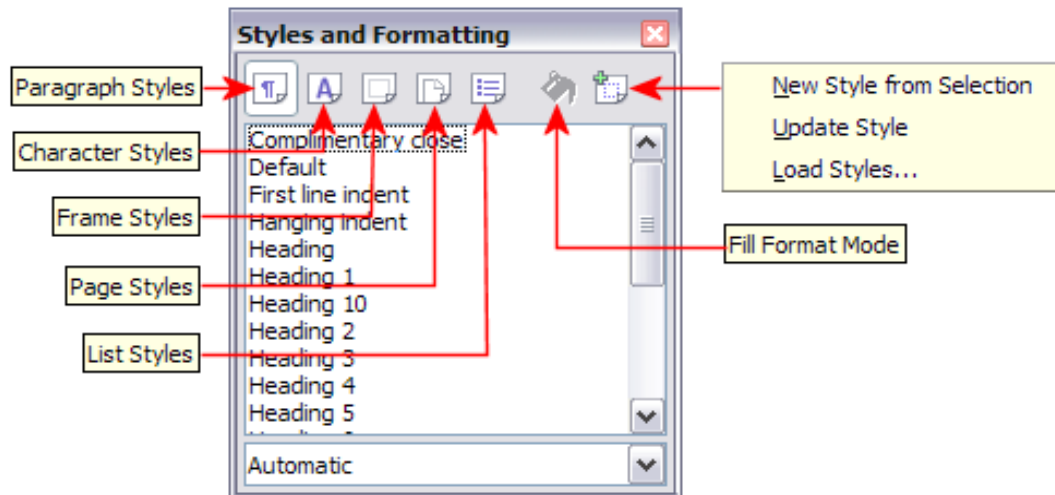 Styles and Formatting
Paragraph Styles
Character Styles
Frame Styles
Page Styles
List Styles
Complimentary close
Default
First line indent
Hanging indent
Heading
Heading 1
Heading 10
Heading 2
Heading 3
Heading 4
Heading 5
Automatic
New Style from Selection
Update Style
Load Styles...
Fill Format Mode